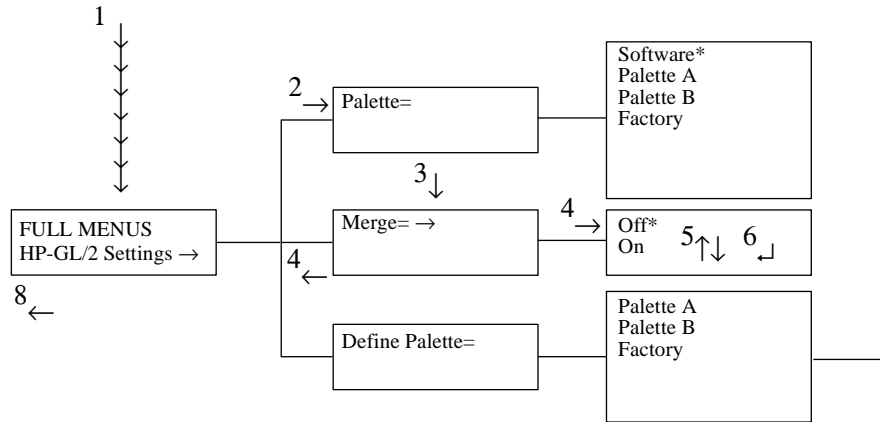 1
Software*
Palette A
Palette B
Factory
2 →
Palette=
3 ↓
FULL MENUS
HP-GL/2 Settings →
Merge= →
4 →
Off*
On
5 ↑↓ 6 ↵
4 ←
8 ←
Define Palette=
Palette A
Palette B
Factory